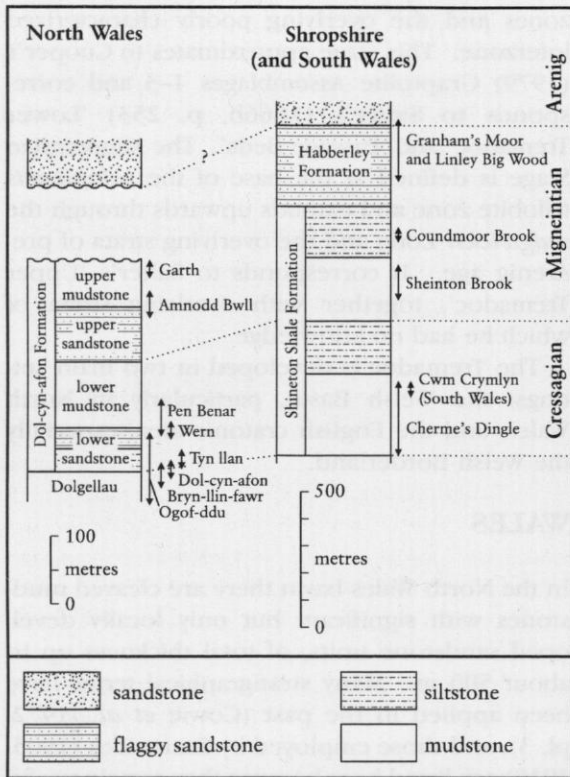 North Wales
Shropshire
(and South Wales)
Arenig
Migneintian
Cressagian
?
Habberley
Formation
Granham's Moor
and Linley Big Wood
Coundmoor Brook
Sheinton Brook
Shineton Shale Formation
Cwm Crymlyn
(South Wales)
Cherme's Dingle
Dol-cyn-afon Formation
upper
mudstone
upper
sandstone
lower
mudstone
lower
sandstone
Dolgellau
Garth
Amnodd Bwll
Pen Benar
Wern
Tyn llan
Dol-cyn-afon
Bryn-llin-fawr
Ogof-ddu
100
metres
0
500
metres
0
sandstone
siltstone
flaggy sandstone
mudstone
WALES